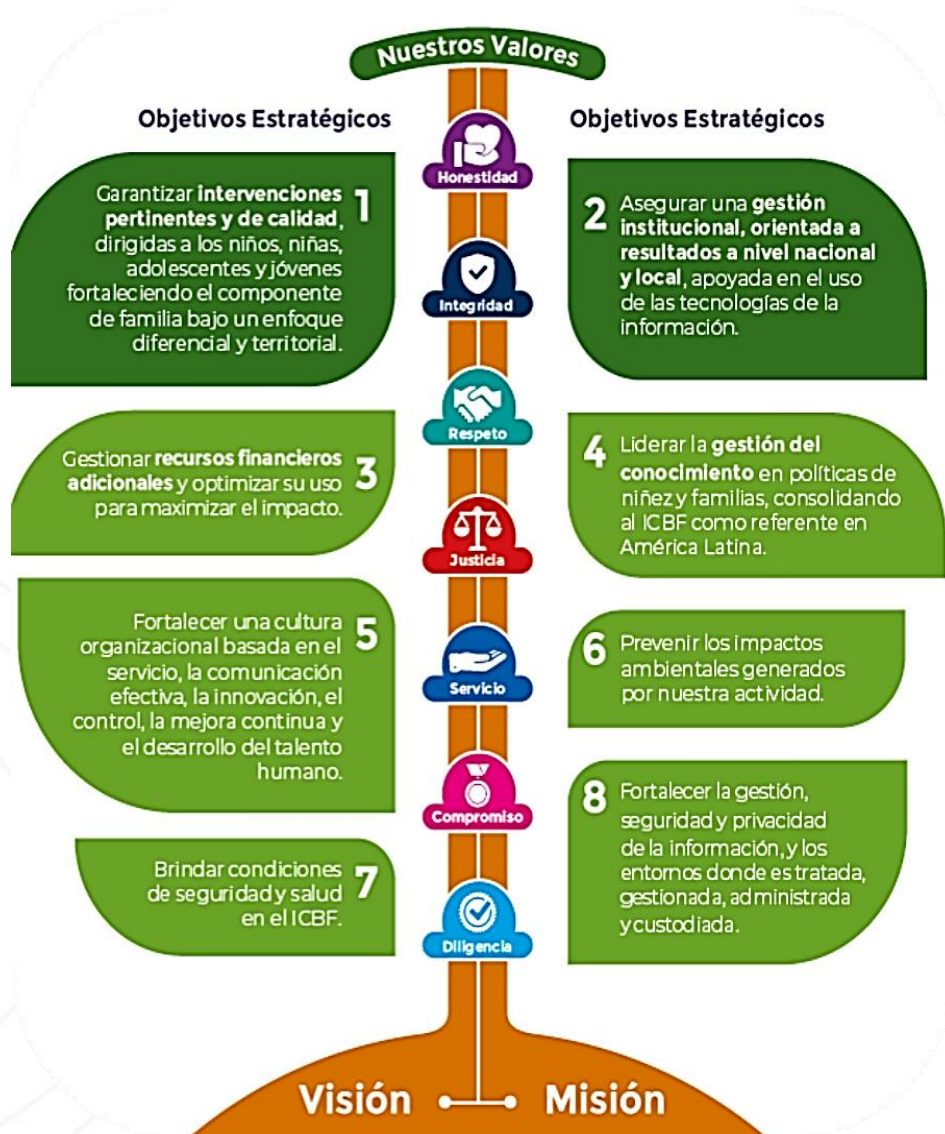 Nuestros Valores
Objetivos Estratégicos
Objetivos Estratégicos
Honestidad
1
Garantizar intervenciones
pertinentes y de calidad,
dirigidas a los niños, niñas,
adolescentes y jóvenes
fortaleciendo el componente
de familia bajo un enfoque
diferencial y territorial.
2
Asegurar una gestión
institucional, orientada a
resultados a nivel nacional
y local, apoyada en el uso
de las tecnologías de la
información.
Integridad
Respeto
3
Gestionar recursos financieros
adicionales y optimizar su uso
para maximizar el impacto.
4
Liderar la gestión del
conocimiento en políticas de
niñez y familias, consolidando
al ICBF como referente en
América Latina.
Justicia
5
Fortalecer una cultura
organizacional basada en el
servicio, la comunicación
efectiva, la innovación, el
control, la mejora continua y
el desarrollo del talento
humano.
6
Prevenir los impactos
ambientales generados
por nuestra actividad.
Servicio
Compromiso
7
Brindar condiciones
de seguridad y salud
en el ICBF.
8
Fortalecer la gestión,
seguridad y privacidad
de la información, y los
entornos donde es tratada,
gestionada, administrada
y custodiada.
Diligencia
Visión
Misión